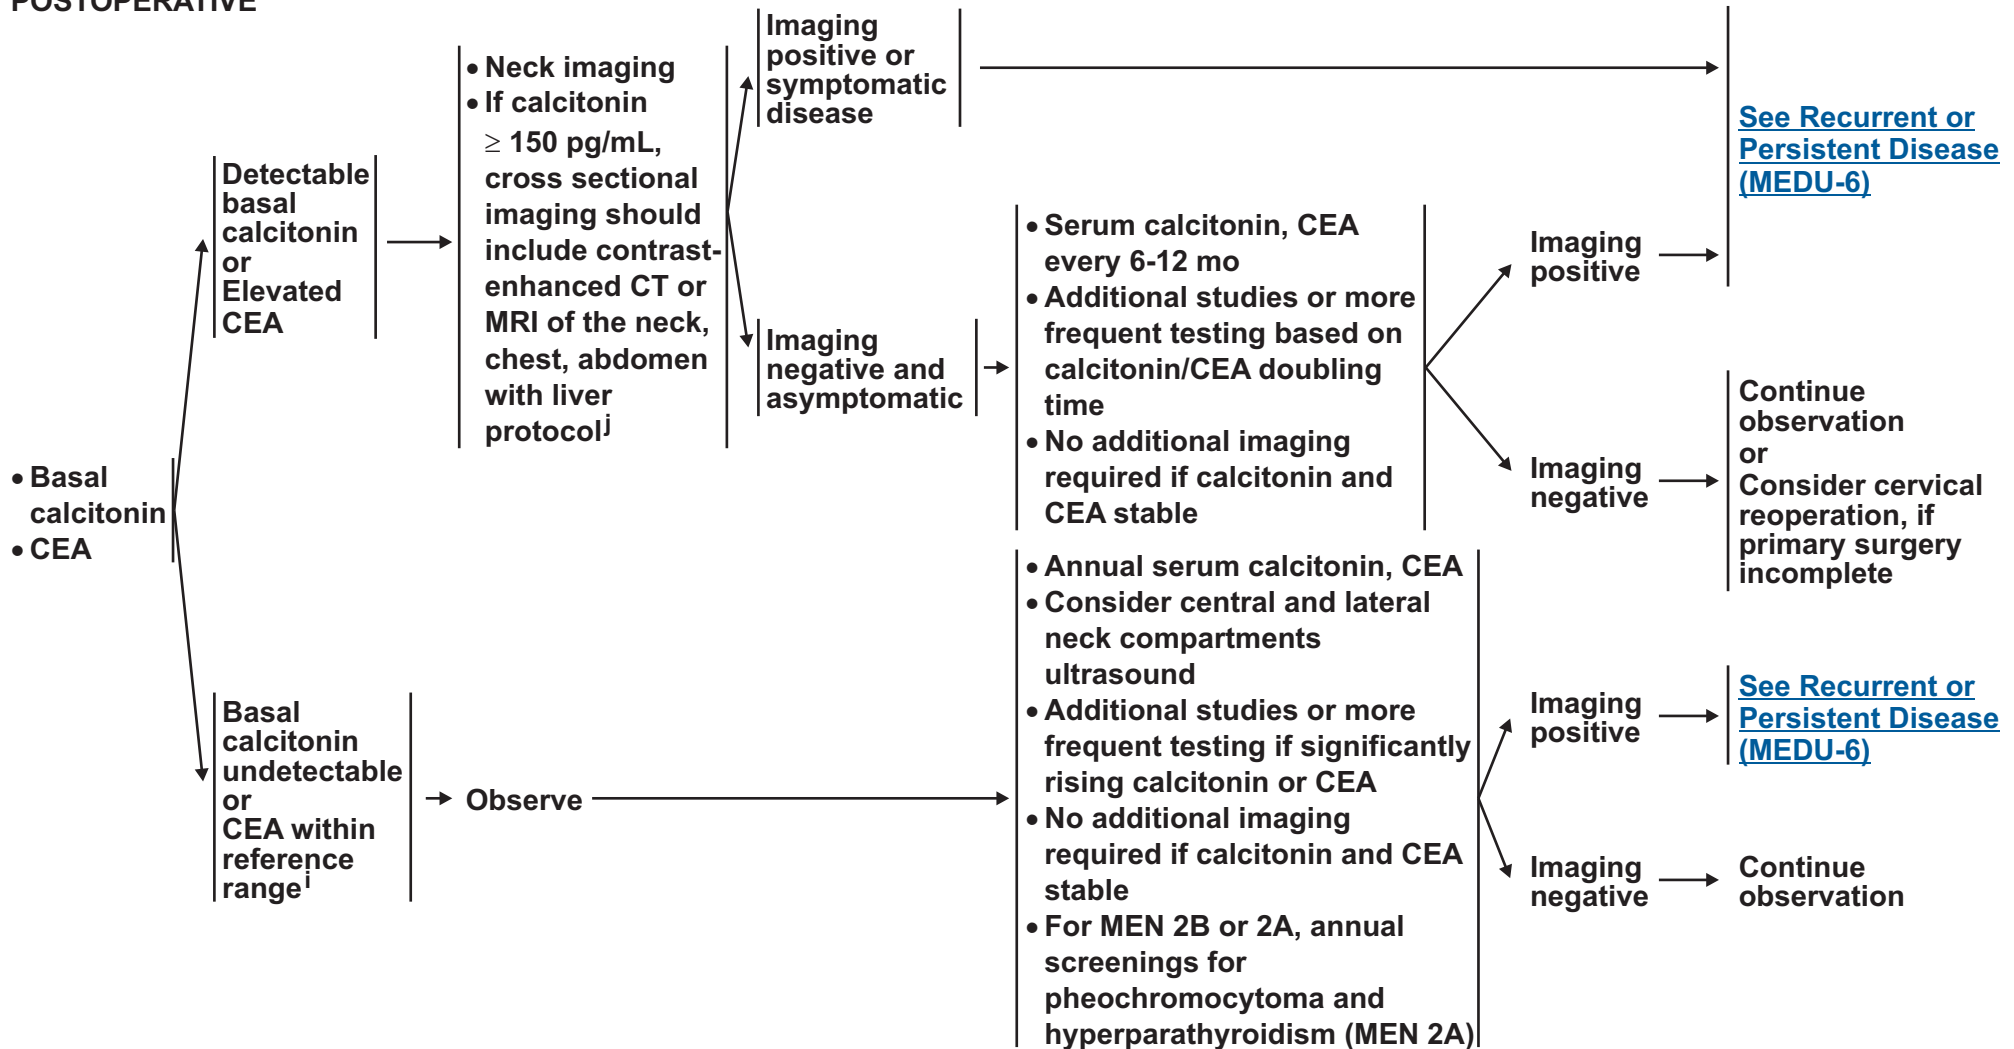 POSTOPERATIVE
• Basal
calcitonin
• CEA
Detectable
basal
calcitonin
or
Elevated
CEA
• Neck imaging
• If calcitonin
≥ 150 pg/mL,
cross sectional
imaging should
include contrast-
enhanced CT or
MRI of the neck,
chest, abdomen
with liver
protocolj
Imaging
positive or
symptomatic
disease
See Recurrent or
Persistent Disease
(MEDU-6)
Imaging
negative and
asymptomatic
• Serum calcitonin, CEA
every 6-12 mo
• Additional studies or more
frequent testing based on
calcitonin/CEA doubling
time
• No additional imaging
required if calcitonin and
CEA stable
Imaging
positive
Imaging
negative
Continue
observation
or
Consider cervical
reoperation, if
primary surgery
incomplete
Basal
calcitonin
undetectable
or
CEA within
reference
rangei
Observe
• Annual serum calcitonin, CEA
• Consider central and lateral
neck compartments
ultrasound
• Additional studies or more
frequent testing if significantly
rising calcitonin or CEA
• No additional imaging
required if calcitonin and CEA
stable
• For MEN 2B or 2A, annual
screenings for
pheochromocytoma and
hyperparathyroidism (MEN 2A)
Imaging
positive
See Recurrent or
Persistent Disease
(MEDU-6)
Imaging
negative
Continue
observation